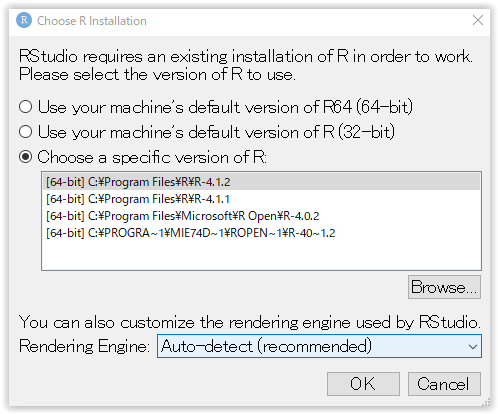 R Choose R Installation
RStudio requires an existing installation of R in order to work.
Please select the version of R to use.
Use your machine's default version of R64 (64-bit)
Use your machine's default version of R (32-bit)
Choose a specific version of R:
[64-bit] C:¥Program Files¥R¥R-4.1.2
[64-bit] C:¥Program Files¥R¥R-4.1.1
[64-bit] C:¥Program Files¥Microsoft¥R Open¥R-4.0.2
[64-bit] C:¥PROGRA~1¥MIE74D~1¥ROPEN~1¥R-40~1.2
Browse...
You can also customize the rendering engine used by RStudio.
Rendering Engine: Auto-detect (recommended)
OK Cancel